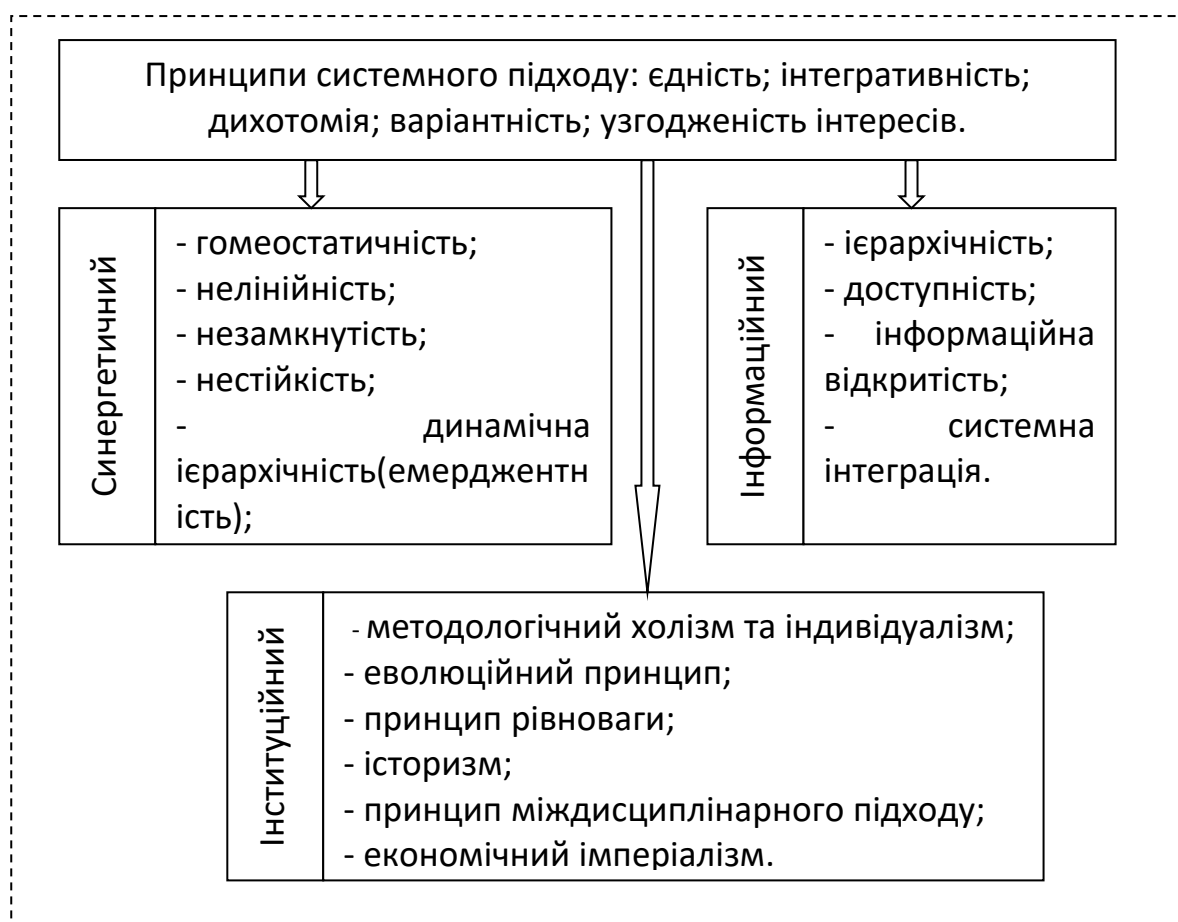 Принципи системного підходу: єдність; інтегративність;
дихотомія; варіантність; узгодженість інтересів.
Синергетичний
- гомеостатичність;
- нелінійність;
- незамкнутість;
- нестійкість;
- динамічна
ієрархічність(емерджентн
ість);
Інформаційний
- ієрархічність;
- доступність;
- інформаційна
відкритість;
- системна
інтеграція.
Інституційний
- методологічний холізм та індивідуалізм;
- еволюційний принцип;
- принцип рівноваги;
- історизм;
- принцип міждисциплінарного підходу;
- економічний імперіалізм.